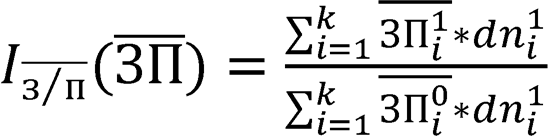 $I_{\overline{З/П}}(\overline{ЗП}) = \frac{\sum_{i=1}^{k} \overline{ЗП_i^1} * dn_i^1}{\sum_{i=1}^{k} \overline{ЗП_i^0} * dn_i^1}$